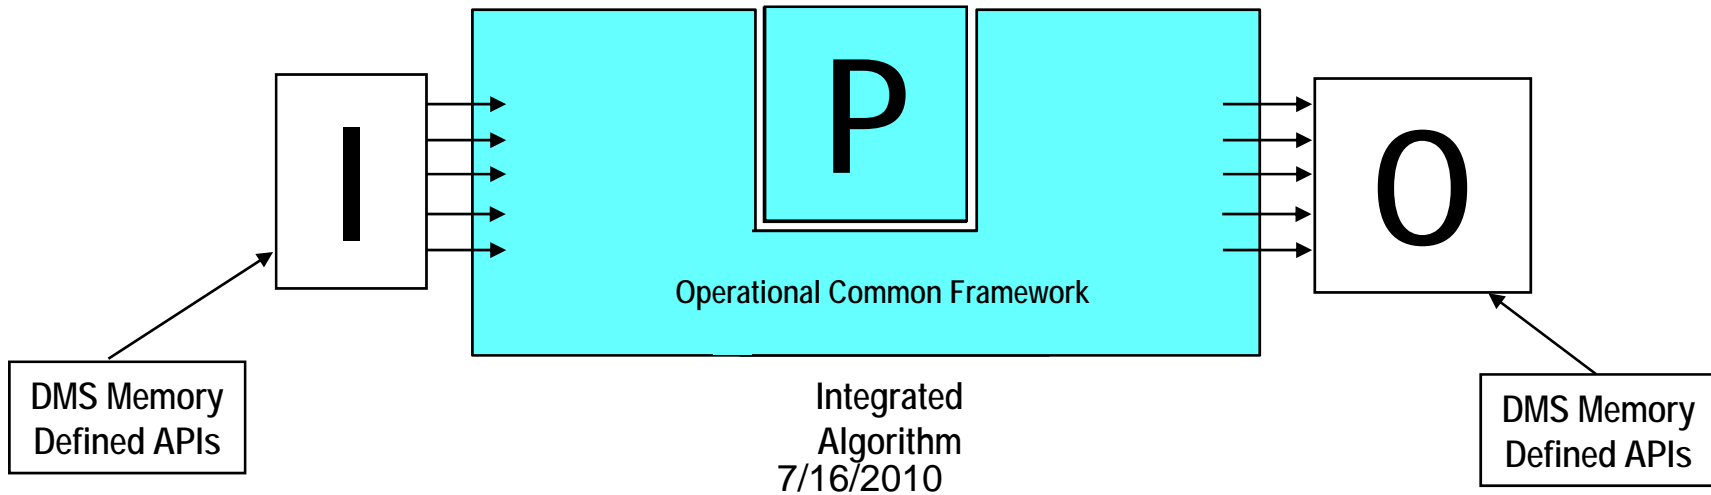 I
P
O
Operational Common Framework
DMS Memory
Defined APIs
Integrated
Algorithm
7/16/2010
DMS Memory
Defined APIs